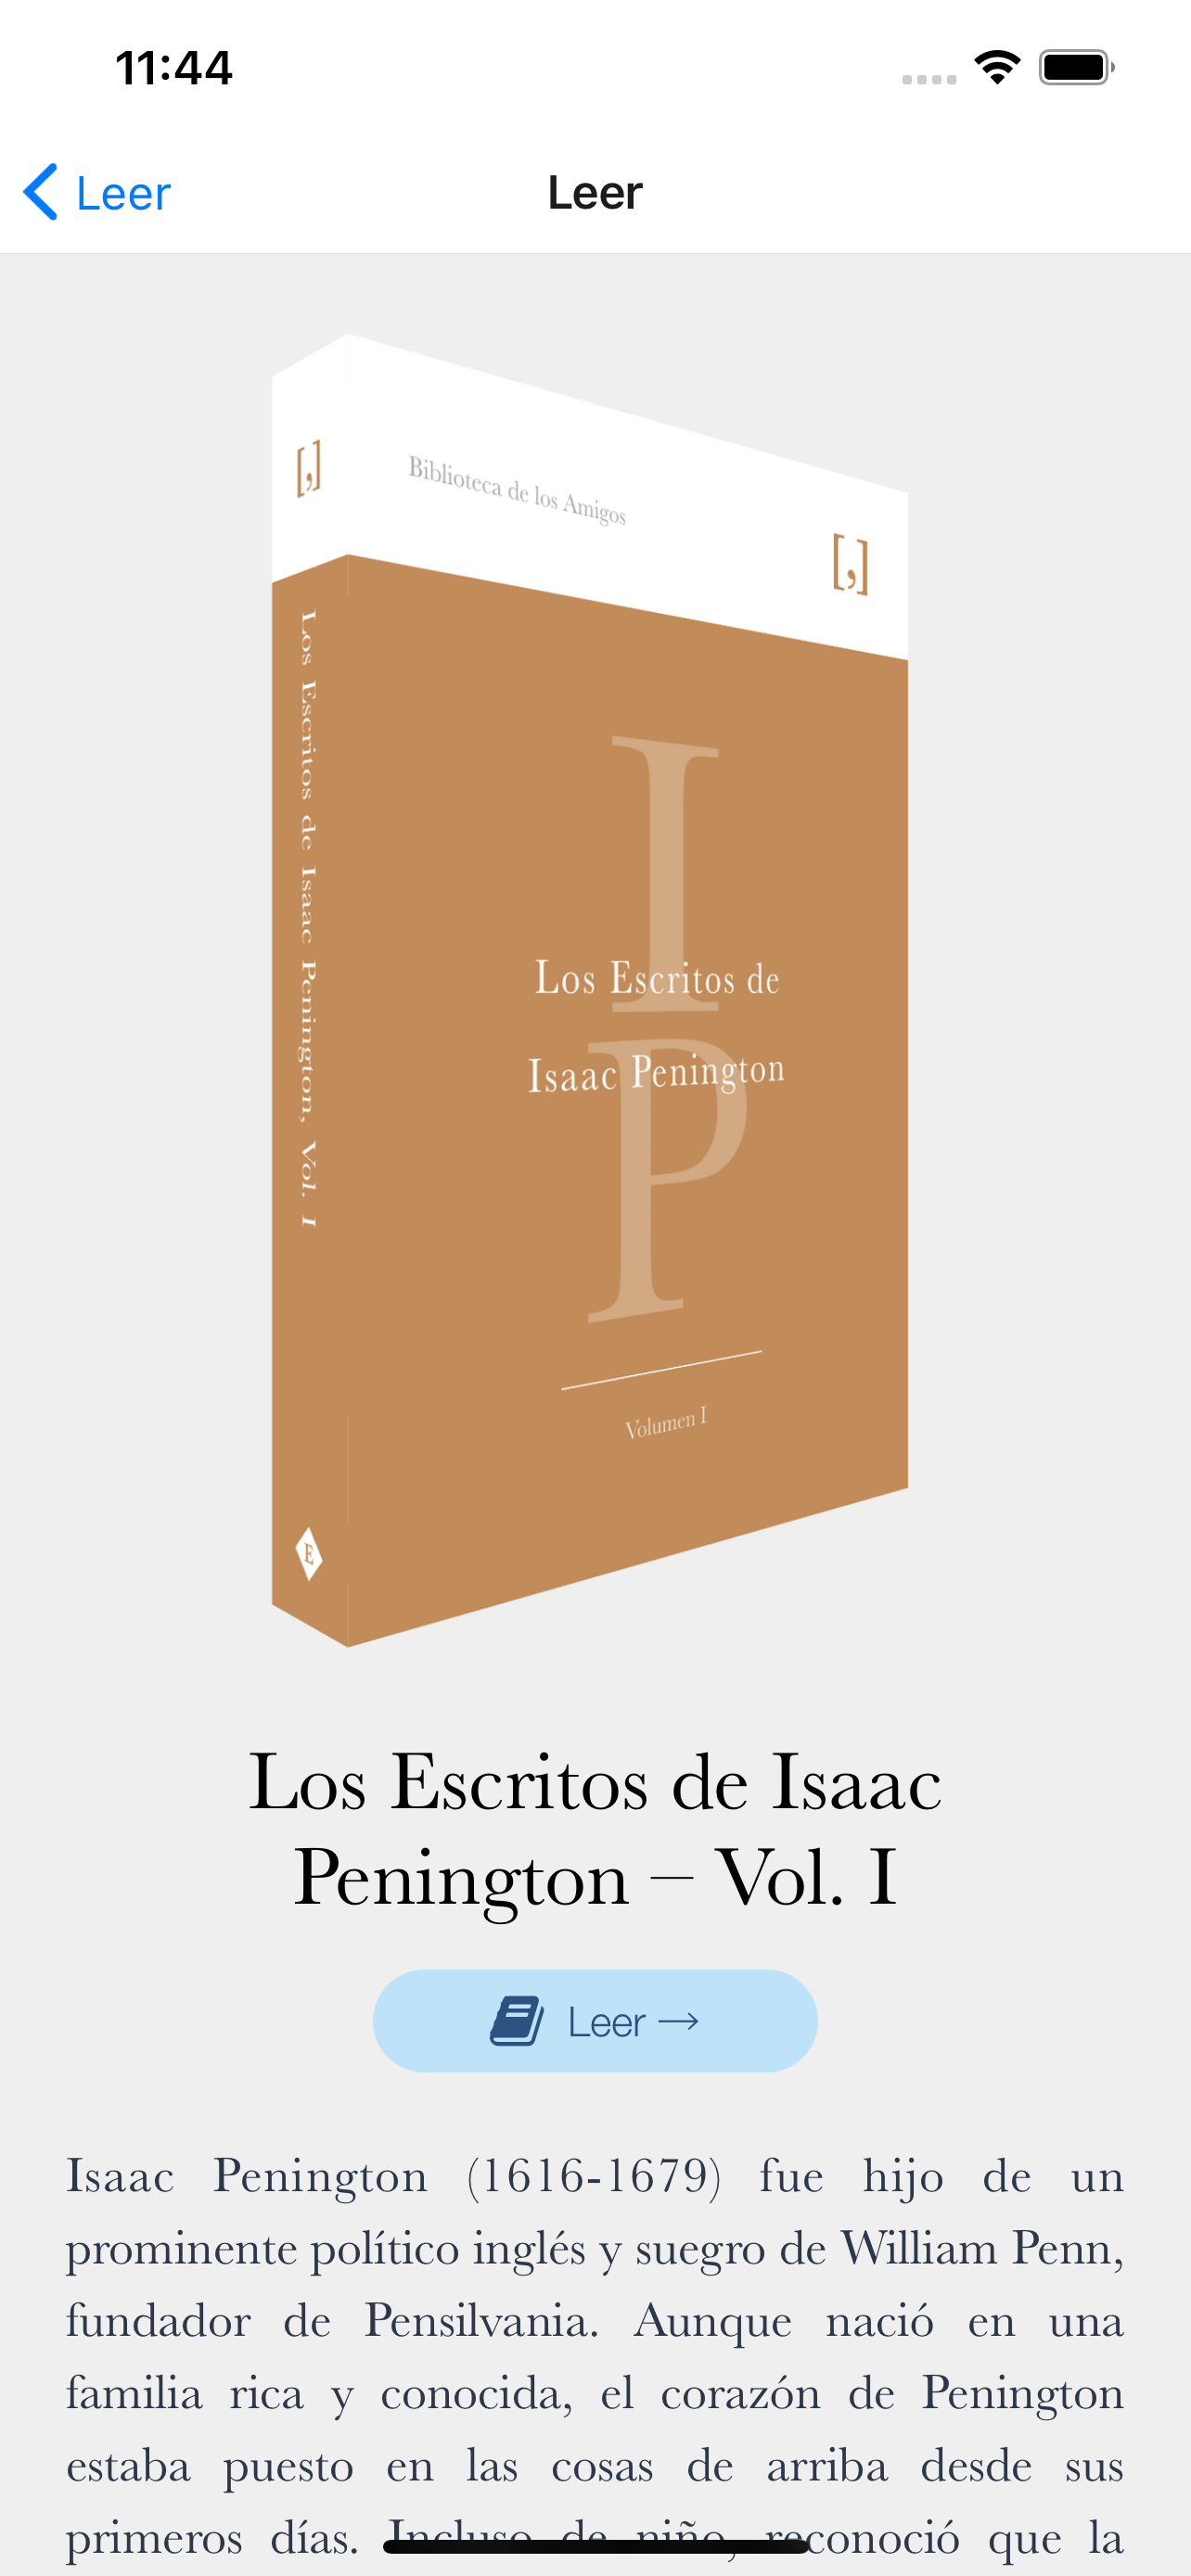 11:44
Leer
Leer
[,]
Biblioteca de los Amigos
[,]
Los Escritos de Isaac Penington, Vol. I
I
P
Los Escritos de
Isaac Penington
Volumen I
E
Los Escritos de Isaac
Penington – Vol. I
Leer →
Isaac Penington (1616-1679) fue hijo de un
prominente político inglés y suegro de William Penn,
fundador de Pensilvania. Aunque nació en una
familia rica y conocida, el corazón de Penington
estaba puesto en las cosas de arriba desde sus
primeros días. Incluso de niño, reconoció que la